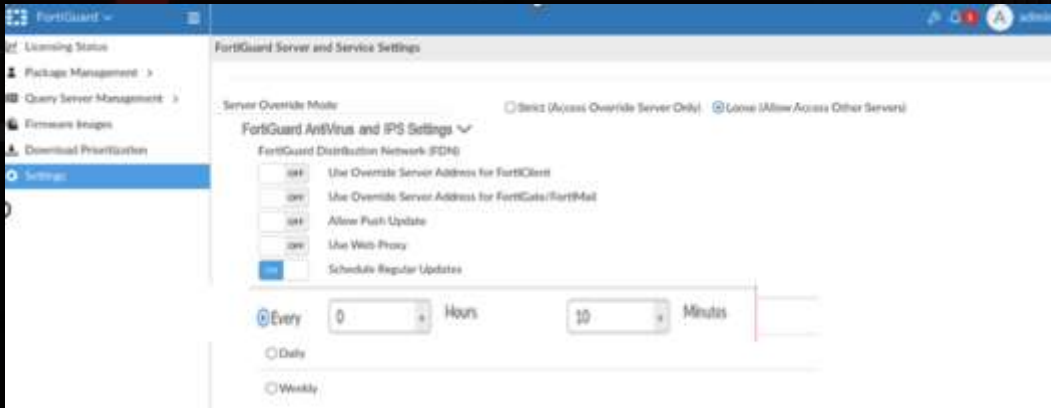 FortiGuard
A admin
Licensing Status
Package Management >
Query Server Management >
Firmware Images
Download Prioritization
Settings
FortiGuard Server and Service Settings
Server Override Mode
Strict (Access Override Server Only) Loose (Allow Access Other Servers)
FortiGuard AntiVirus and IPS Settings
FortiGuard Distribution Network (FDN)
OFF Use Override Server Address for FortiClient
OFF Use Override Server Address for FortiGate/FortiMail
OFF Allow Push Update
OFF Use Web Proxy
ON Schedule Regular Updates
Every 0 Hours 10 Minutes
Daily
Weekly